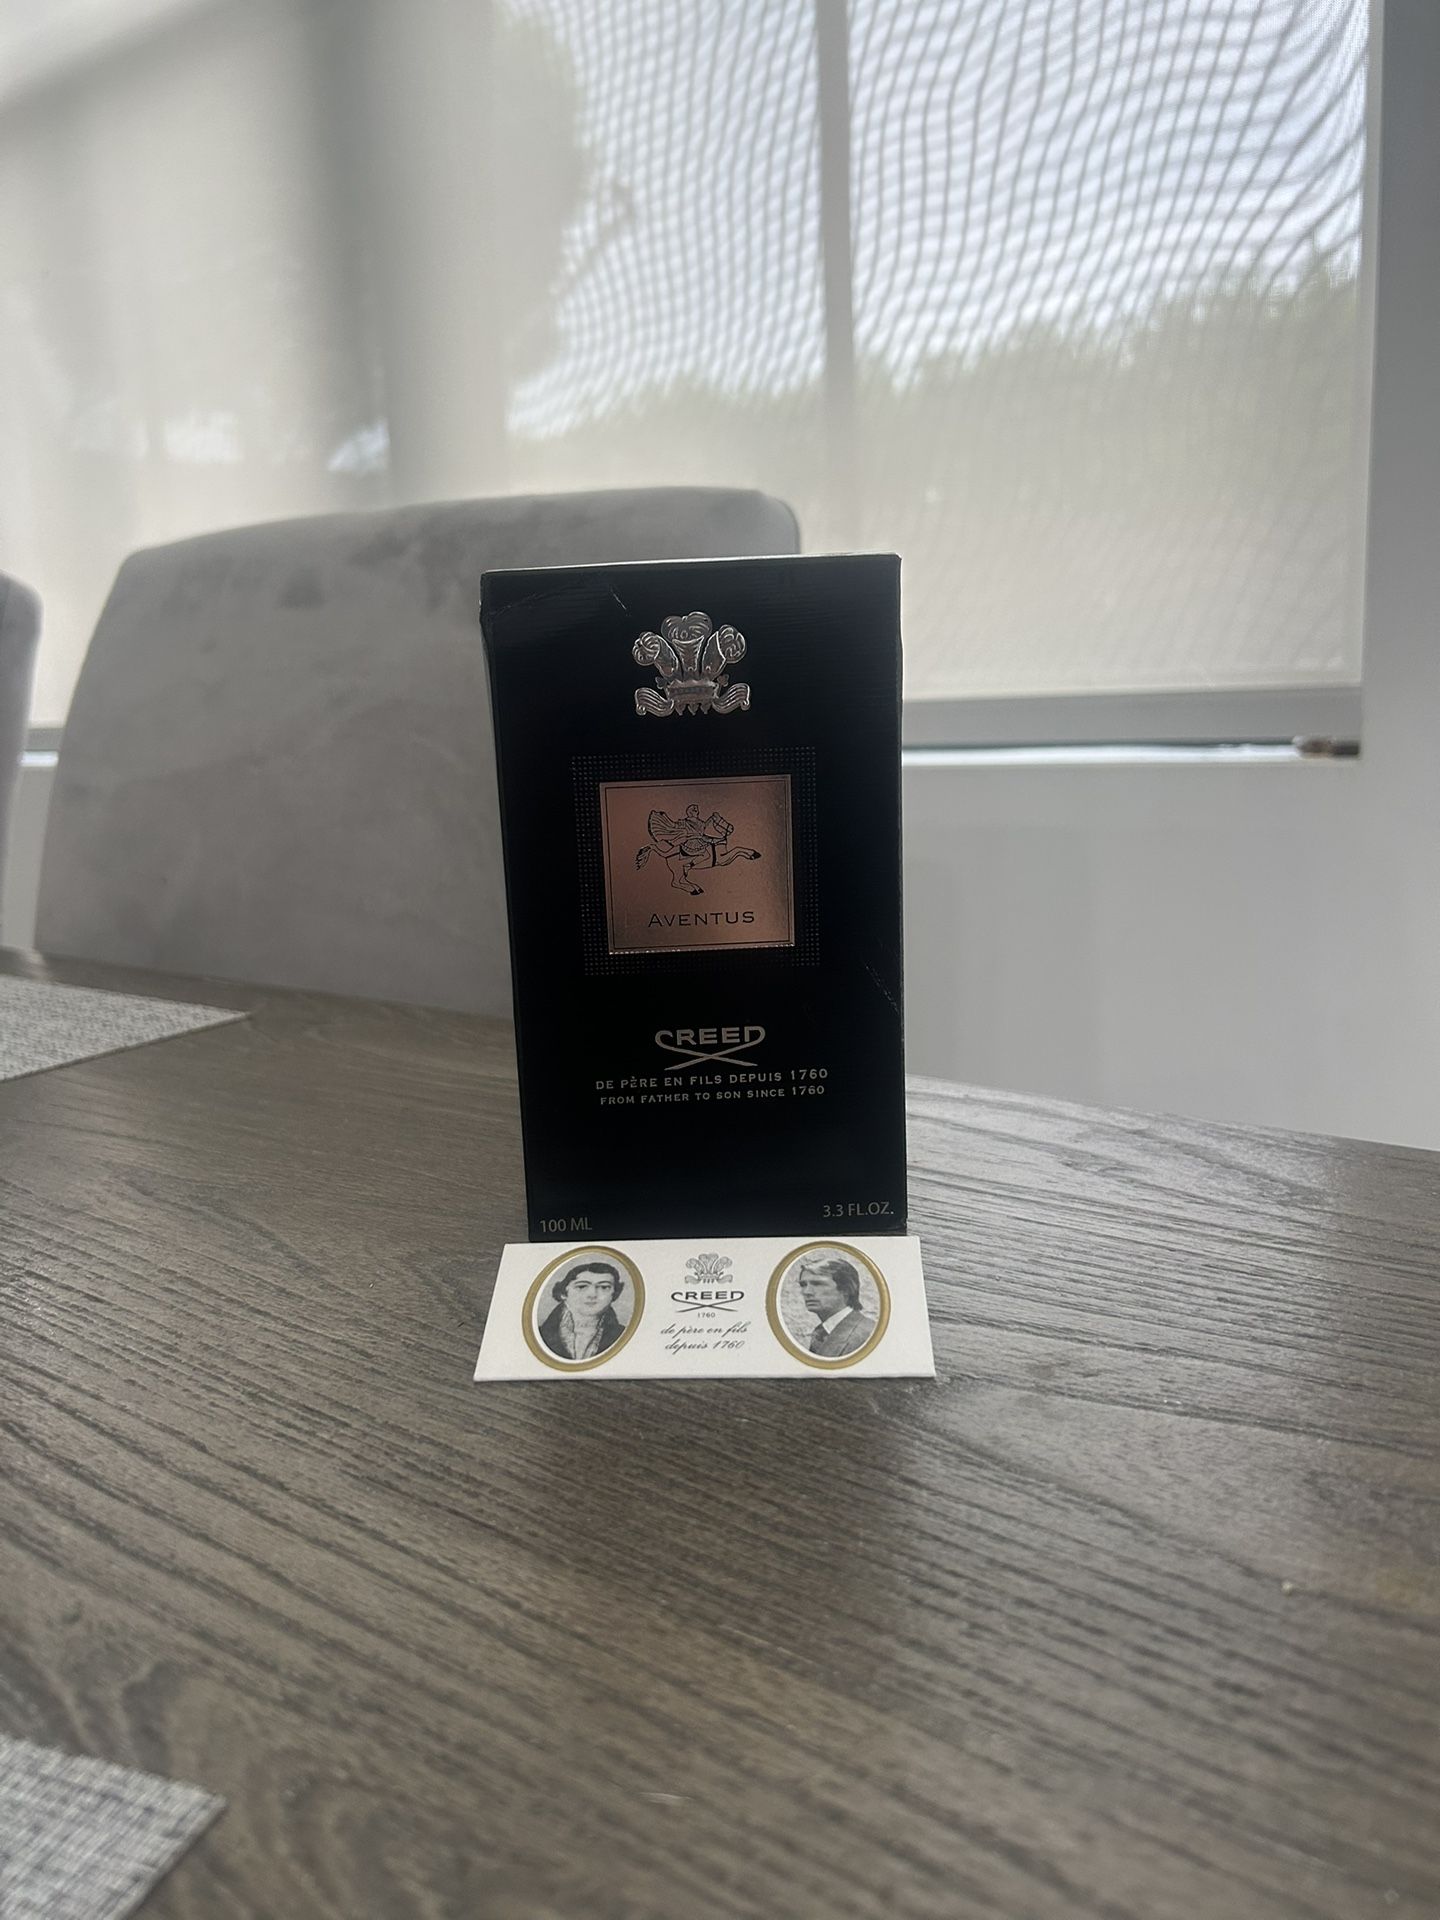 AVENTUS
CREED
DE PÈRE EN FILS DEPUIS 1760
FROM FATHER TO SON SINCE 1760
100 ML
3.3 FL.OZ.
CREED
1760
de père en fils
depuis 1760